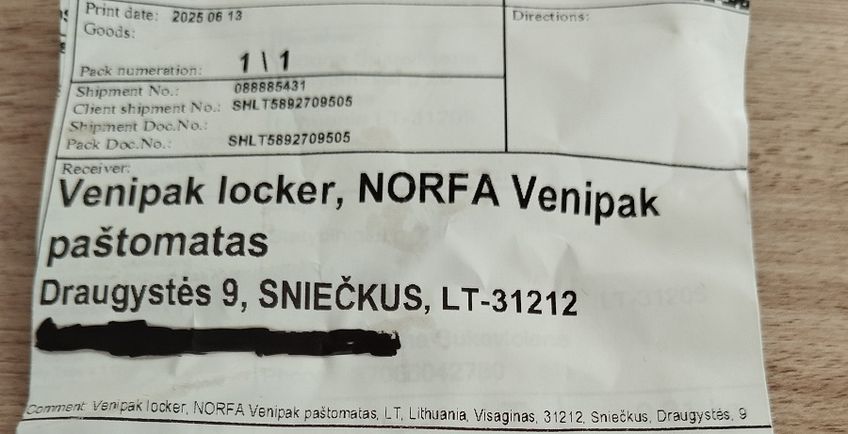 Print date: 2025 06 13
Directions:
Goods:
Pack numeration: 1 \ 1
Shipment No.: 088885431
Client shipment No.: SHLT5892709505
Shipment Doc.No.:
Pack Doc.No.: SHLT5892709505
Receiver:
Venipak locker, NORFA Venipak
paštomatas
Draugystės 9, SNIEČKUS, LT-31212
Comment Venipak locker, NORFA Venipak paštomatas, LT, Lithuania, Visaginas, 31212, Sniečkus, Draugystės, 9